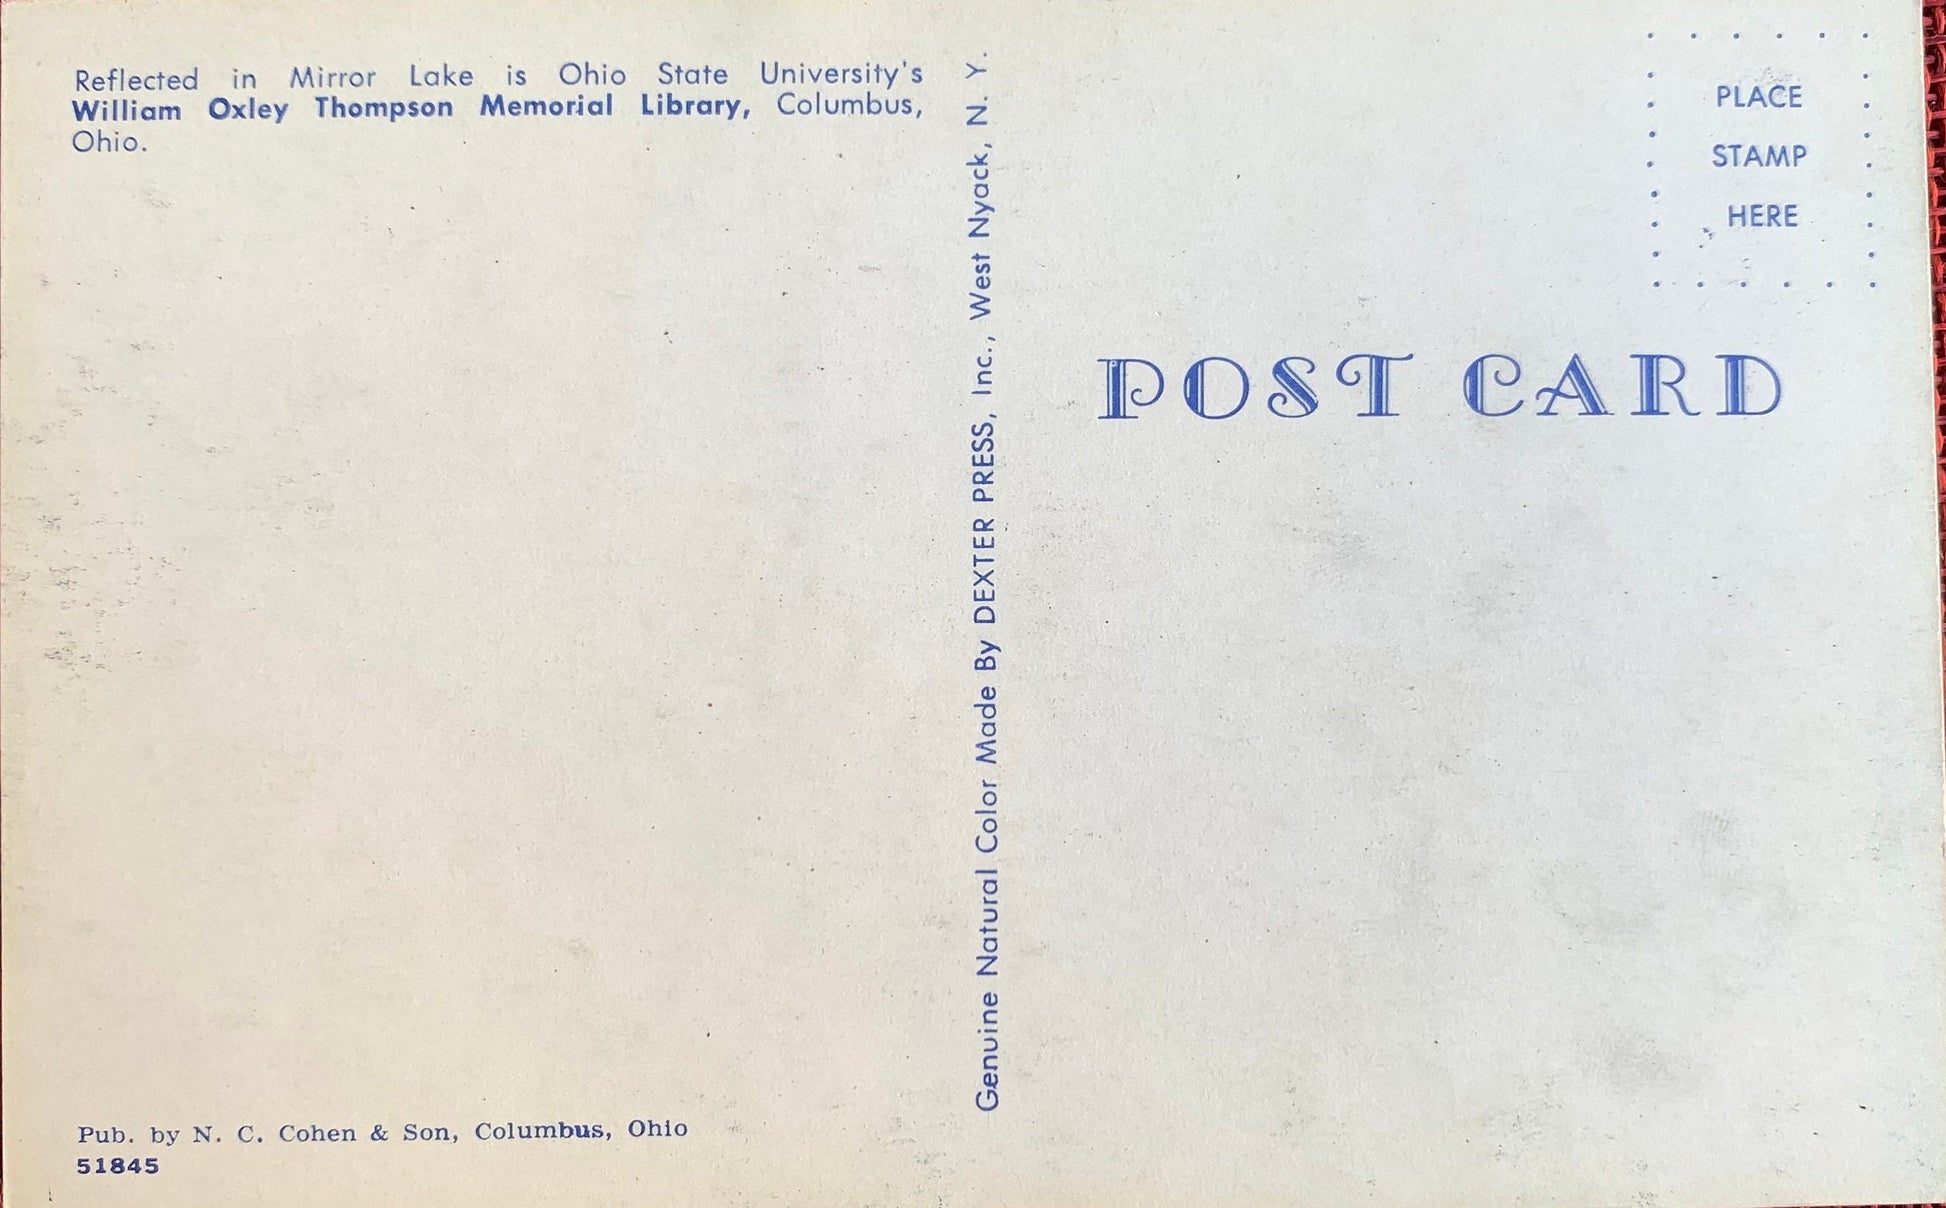 Reflected in Mirror Lake is Ohio State University's
William Oxley Thompson Memorial Library, Columbus,
Ohio.
Pub. by N. C. Cohen & Son, Columbus, Ohio
51845
Genuine Natural Color Made By DEXTER PRESS, Inc., West Nyack, N. Y.
PLACE
STAMP
HERE
POST CARD